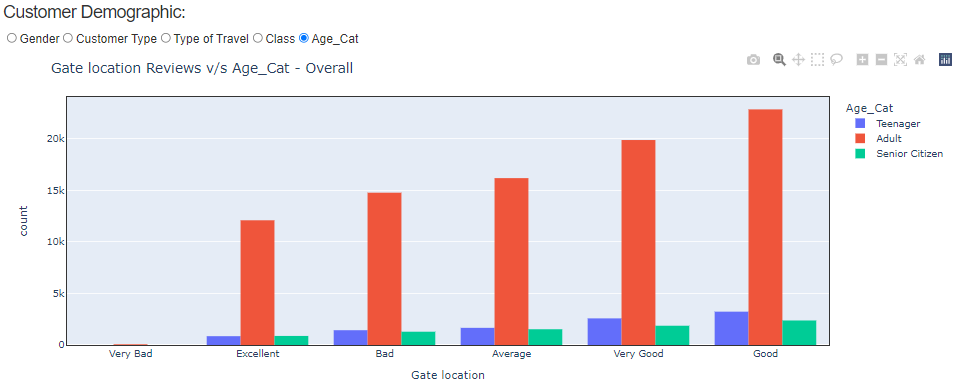 Customer Demographic:
Gender Customer Type Type of Travel Class Age_Cat
Gate location Reviews v/s Age_Cat - Overall
Age_Cat
Teenager
Adult
Senior Citizen
20k
15k
10k
5k
0
count
Very Bad Excellent Bad Average Very Good Good
Gate location